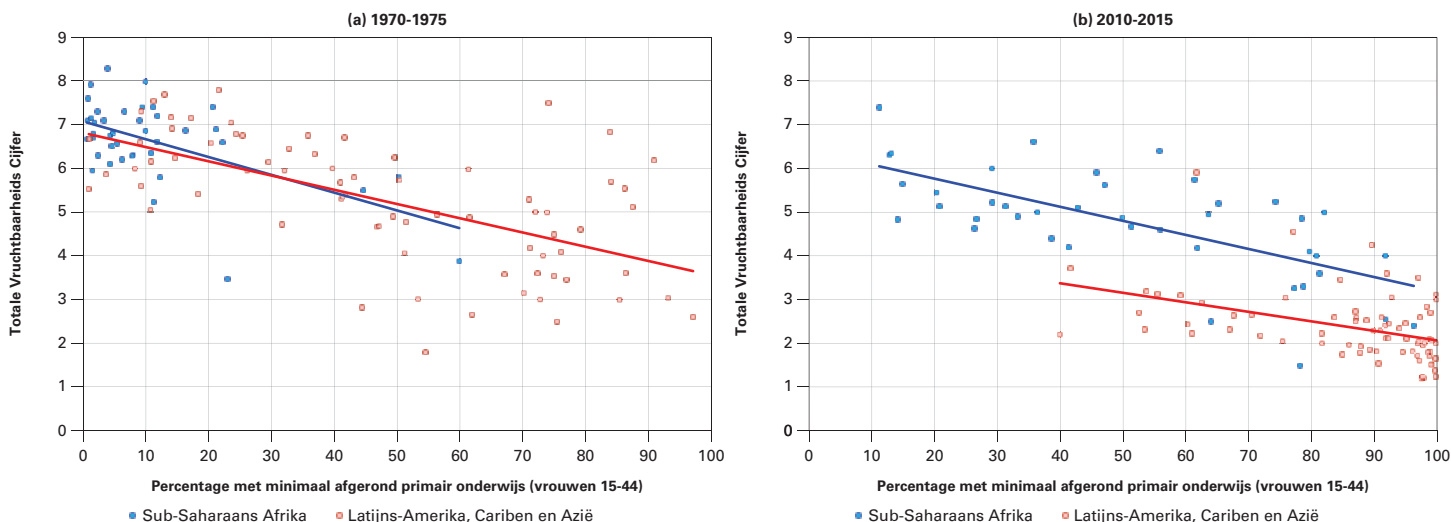 (a) 1970-1975
9
8
7
6
5
4
3
2
1
0
Totale Vruchtbaarheids Cijfer
0 10 20 30 40 50 60 70 80 90 100
Percentage met minimaal afgerond primair onderwijs (vrouwen 15-44)
Sub-Saharaans Afrika Latijns-Amerika, Cariben en Azië
(b) 2010-2015
9
8
7
6
5
4
3
2
1
0
Totale Vruchtbaarheids Cijfer
0 10 20 30 40 50 60 70 80 90 100
Percentage met minimaal afgerond primair onderwijs (vrouwen 15-44)
Sub-Saharaans Afrika Latijns-Amerika, Cariben en Azië